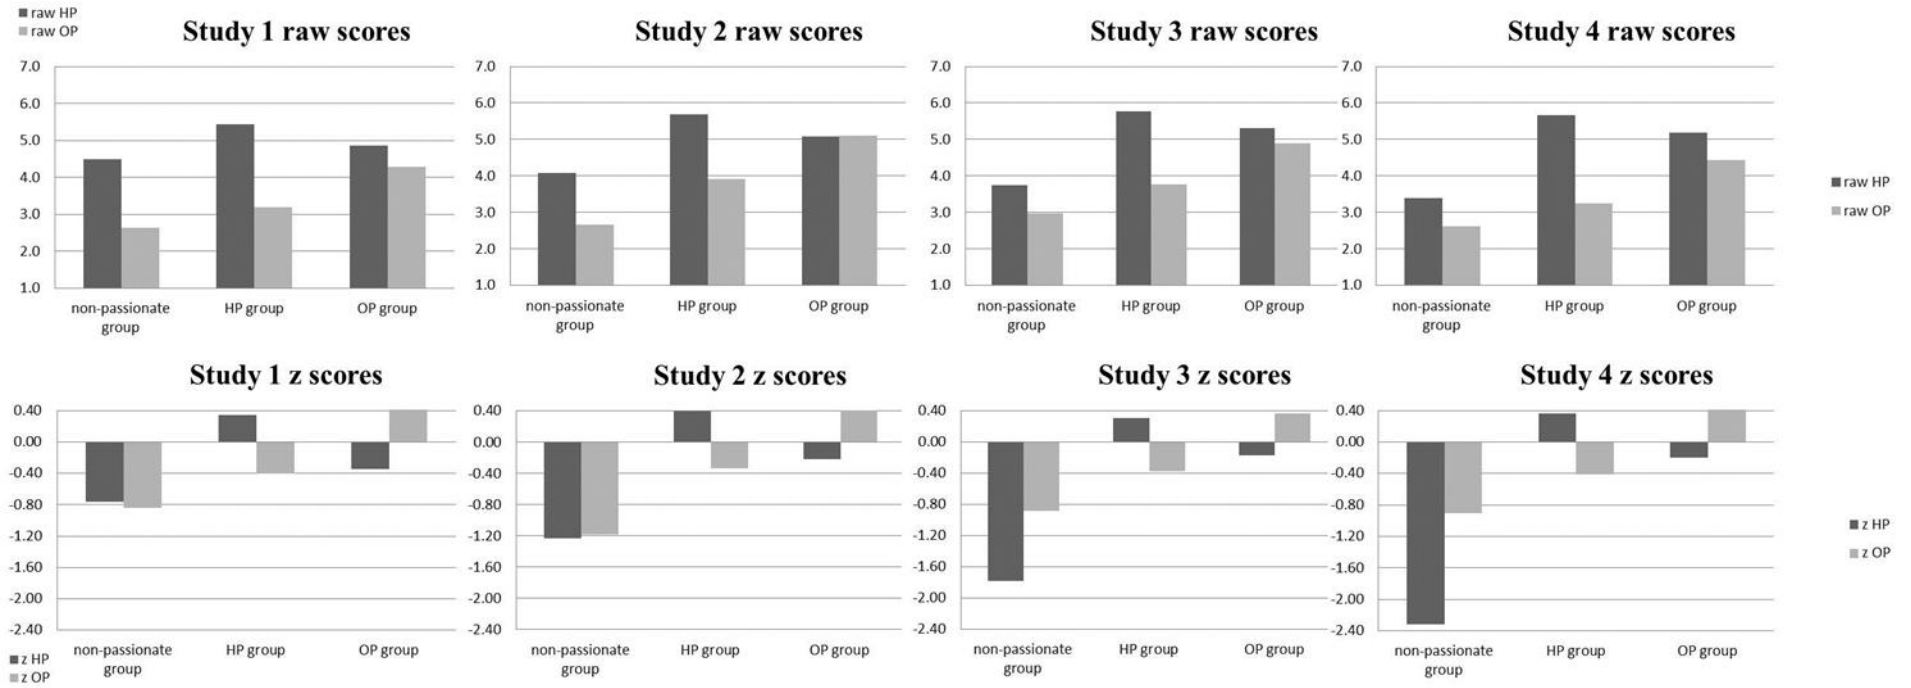 raw HP
raw OP
Study 1 raw scores
7.0
6.0
5.0
4.0
3.0
2.0
1.0
non-passionate
group
HP group
OP group
Study 2 raw scores
7.0
6.0
5.0
4.0
3.0
2.0
1.0
non-passionate
group
HP group
OP group
Study 3 raw scores
7.0
6.0
5.0
4.0
3.0
2.0
1.0
non-passionate
group
HP group
OP group
Study 4 raw scores
7.0
6.0
5.0
4.0
3.0
2.0
1.0
non-passionate
group
HP group
OP group
raw HP
raw OP
Study 1 z scores
0.40
0.00
-0.40
-0.80
-1.20
-1.60
-2.00
-2.40
non-passionate
group
HP group
OP group
z HP
z OP
Study 2 z scores
0.40
0.00
-0.40
-0.80
-1.20
-1.60
-2.00
-2.40
non-passionate
group
HP group
OP group
Study 3 z scores
0.40
0.00
-0.40
-0.80
-1.20
-1.60
-2.00
-2.40
non-passionate
group
HP group
OP group
Study 4 z scores
0.40
0.00
-0.40
-0.80
-1.20
-1.60
-2.00
-2.40
non-passionate
group
HP group
OP group
z HP
z OP